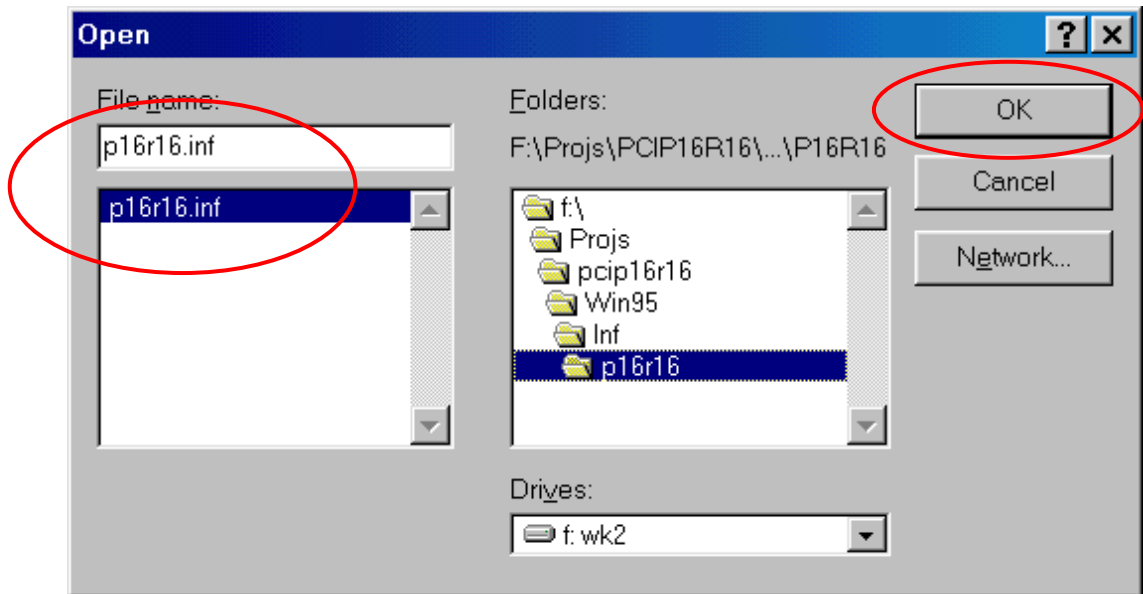 Open
File name:
p16r16.inf
p16r16.inf
Folders:
F:\Projs\PCIP16R16\...\P16R16
f:\
Projs
pcip16r16
Win95
Inf
p16r16
Drives:
f: wk2
OK
Cancel
Network...